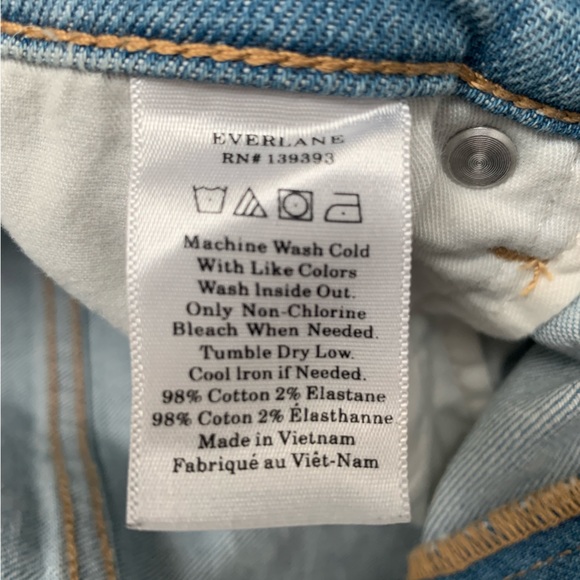 EVERLANE
RN# 139393
Machine Wash Cold
With Like Colors
Wash Inside Out.
Only Non-Chlorine
Bleach When Needed.
Tumble Dry Low.
Cool Iron if Needed.
98% Cotton 2% Elastane
98% Coton 2% Élasthanne
Made in Vietnam
Fabriqué au Viêt-Nam